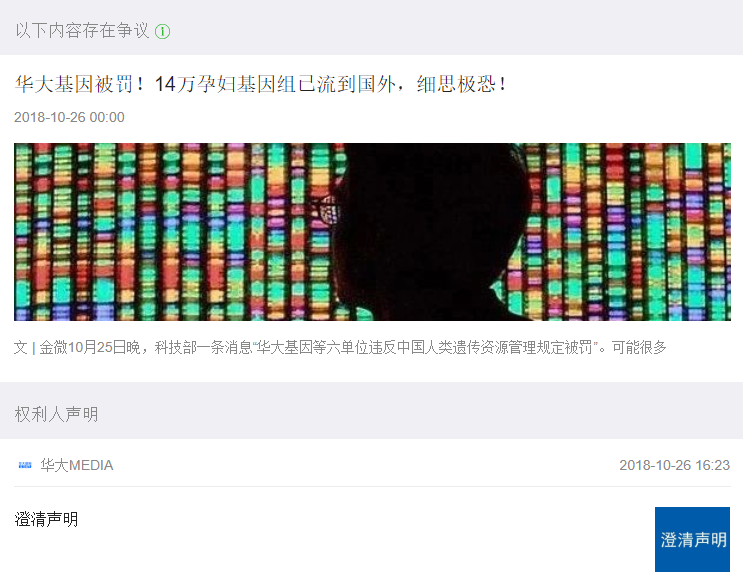 以下内容存在争议
华大基因被罚！14万孕妇基因组已流到国外，细思极恐！
2018-10-26 00:00
文 | 金微10月25日晚，科技部一条消息“华大基因等六单位违反中国人类遗传资源管理规定被罚”。可能很多
权利人声明
华大MEDIA
2018-10-26 16:23
澄清声明
澄清声明